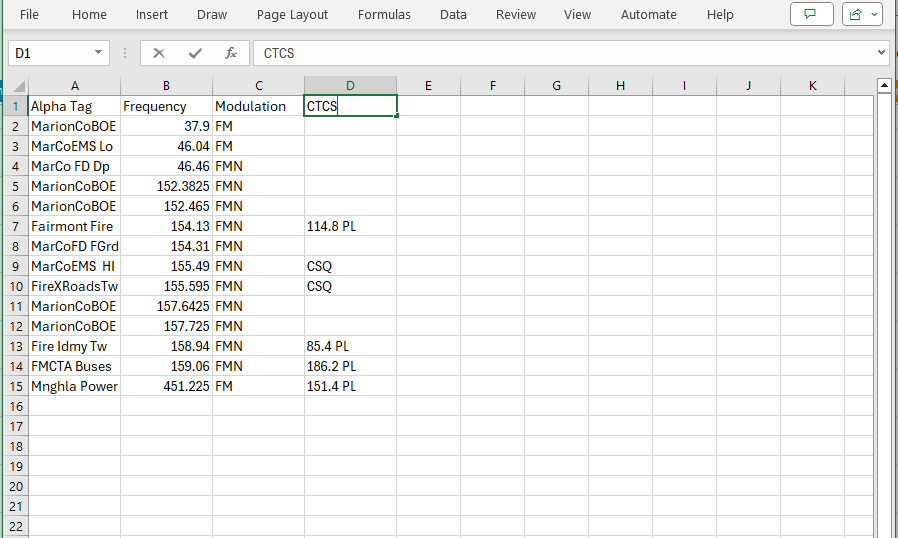 File Home Insert Draw Page Layout Formulas Data Review View Automate Help
D1 fx CTCS
A B C D E F G H I J K
1 Alpha Tag Frequency Modulation CTCS
2 MarionCoBOE 37.9 FM
3 MarCoEMS Lo 46.04 FM
4 MarCo FD Dp 46.46 FMN
5 MarionCoBOE 152.3825 FMN
6 MarionCoBOE 152.465 FMN
7 Fairmont Fire 154.13 FMN 114.8 PL
8 MarCoFD FGrd 154.31 FMN
9 MarCoEMS  HI 155.49 FMN CSQ
10 FireXRoadsTw 155.595 FMN CSQ
11 MarionCoBOE 157.6425 FMN
12 MarionCoBOE 157.725 FMN
13 Fire Idmy Tw 158.94 FMN 85.4 PL
14 FMCTA Buses 159.06 FMN 186.2 PL
15 Mnghla Power 451.225 FM 151.4 PL
16
17
18
19
20
21
22